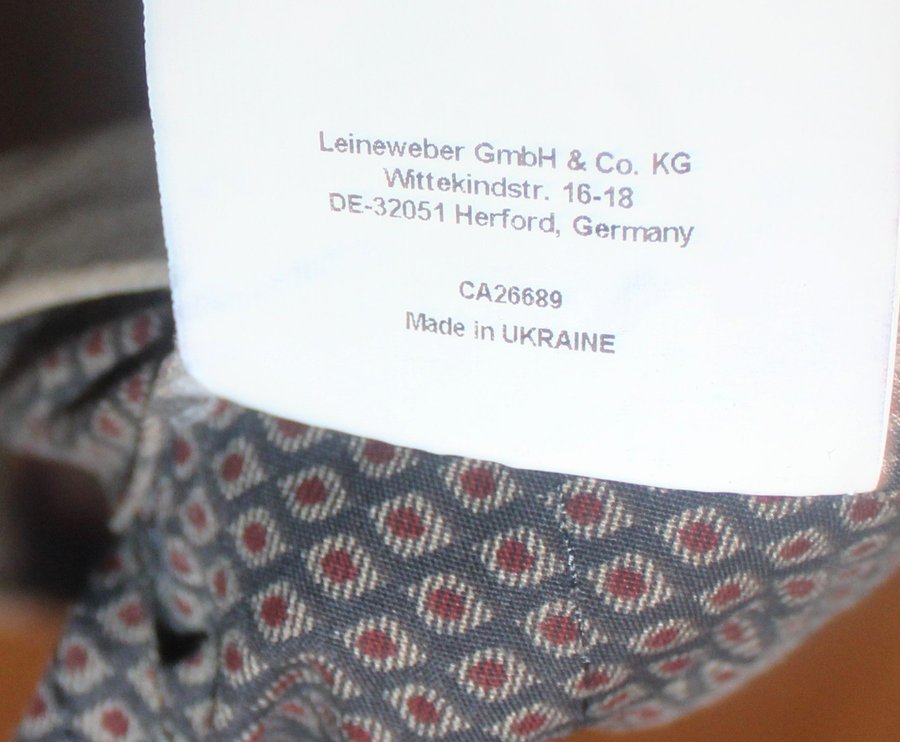 Leineweber GmbH & Co. KG
Wittekindstr. 16-18
DE-32051 Herford, Germany
CA26689
Made in UKRAINE